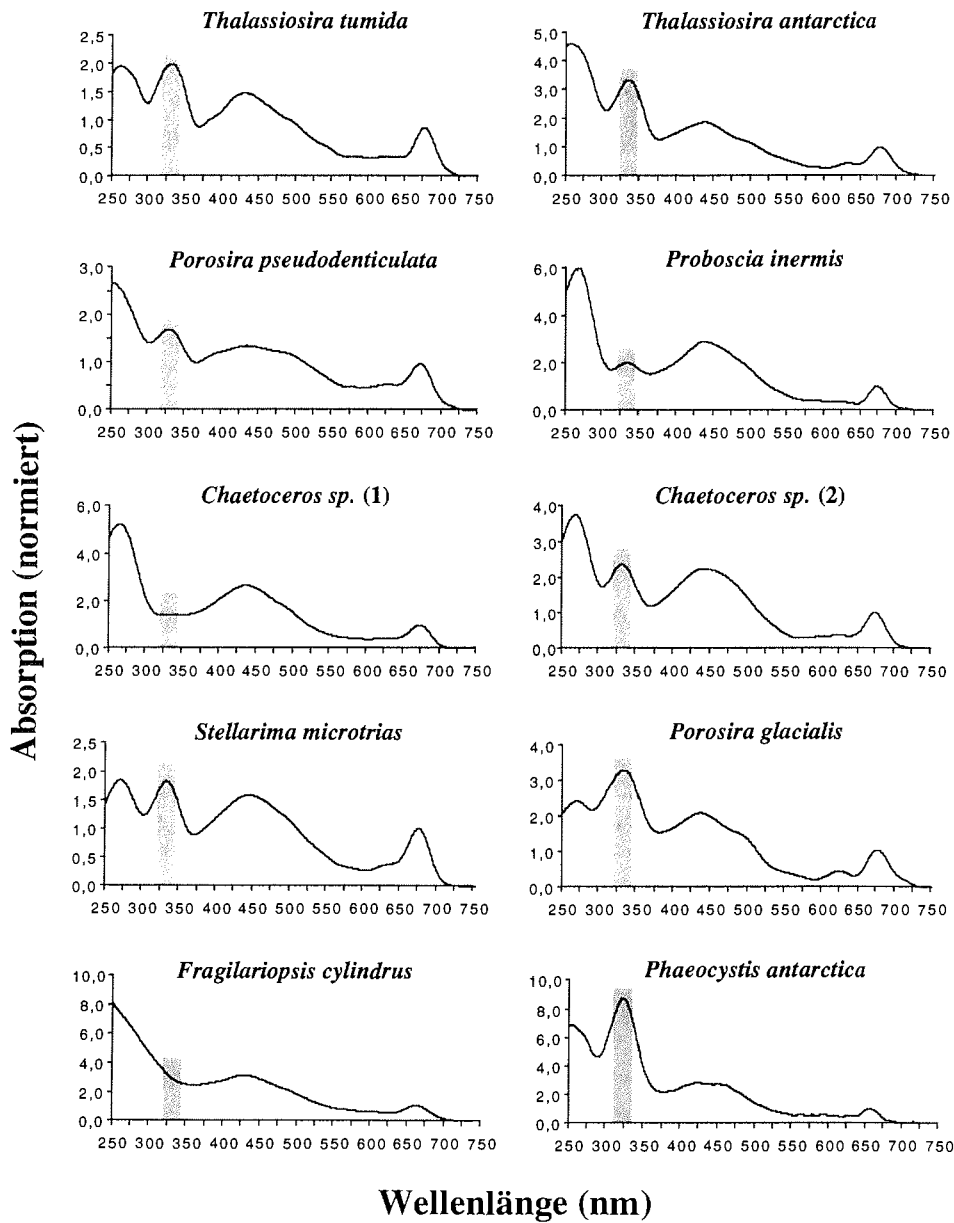 Thalassiosira tumida
2,5
2,0
1,5
1,0
0,5
0,0
250 300 350 400 450 500 550 600 650 700 750
Thalassiosira antarctica
5,0
4,0
3,0
2,0
1,0
0,0
250 300 350 400 450 500 550 600 650 700 750
Porosira pseudodenticulata
3,0
2,0
1,0
0,0
250 300 350 400 450 500 550 600 650 700 750
Proboscia inermis
6,0
4,0
2,0
0,0
250 300 350 400 450 500 550 600 650 700 750
Absorption (normiert)
Chaetoceros sp. (1)
6,0
4,0
2,0
0,0
250 300 350 400 450 500 550 600 650 700 750
Chaetoceros sp. (2)
4,0
3,0
2,0
1,0
0,0
250 300 350 400 450 500 550 600 650 700 750
Stellarima microtrias
2,5
2,0
1,5
1,0
0,5
0,0
250 300 350 400 450 500 550 600 650 700 750
Porosira glacialis
4,0
3,0
2,0
1,0
0,0
250 300 350 400 450 500 550 600 650 700 750
Fragilariopsis cylindrus
10,0
8,0
6,0
4,0
2,0
0,0
250 300 350 400 450 500 550 600 650 700 750
Phaeocystis antarctica
10,0
8,0
6,0
4,0
2,0
0,0
250 300 350 400 450 500 550 600 650 700 750
Wellenlänge (nm)